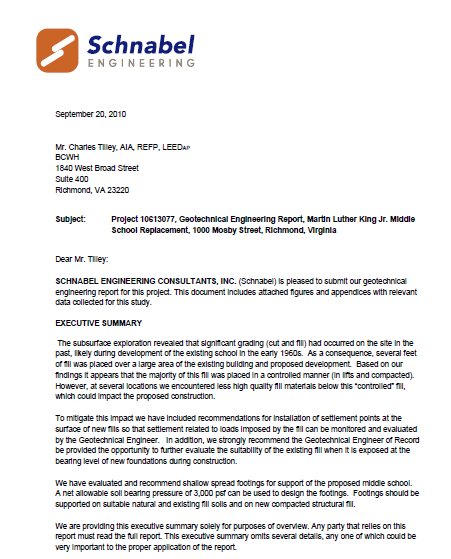 Schnabel
ENGINEERING
September 20, 2010
Mr. Charles Tilley, AIA, REFP, LEEDAP
BCWH
1840 West Broad Street
Suite 400
Richmond, VA 23220
Subject: Project 10613077, Geotechnical Engineering Report, Martin Luther King Jr. Middle
School Replacement, 1000 Mosby Street, Richmond, Virginia
Dear Mr. Tilley:
SCHNABEL ENGINEERING CONSULTANTS, INC. (Schnabel) is pleased to submit our geotechnical
engineering report for this project. This document includes attached figures and appendices with relevant
data collected for this study.
EXECUTIVE SUMMARY
The subsurface exploration revealed that significant grading (cut and fill) had occurred on the site in the
past, likely during development of the existing school in the early 1960s. As a consequence, several feet
of fill was placed over a large area of the existing building and proposed development. Based on our
findings it appears that the majority of this fill was placed in a controlled manner (in lifts and compacted).
However, at several locations we encountered less high quality fill materials below this "controlled" fill,
which could impact the proposed construction.
To mitigate this impact we have included recommendations for installation of settlement points at the
surface of new fills so that settlement related to loads imposed by the fill can be monitored and evaluated
by the Geotechnical Engineer. In addition, we strongly recommend the Geotechnical Engineer of Record
be provided the opportunity to further evaluate the suitability of the existing fill when it is exposed at the
bearing level of new foundations during construction.
We have evaluated and recommend shallow spread footings for support of the proposed middle school.
A net allowable soil bearing pressure of 3,000 psf can be used to design the footings. Footings should be
supported on suitable natural and existing fill soils and on new compacted structural fill.
We are providing this executive summary solely for purposes of overview. Any party that relies on this
report must read the full report. This executive summary omits several details, any one of which could be
very important to the proper application of the report.